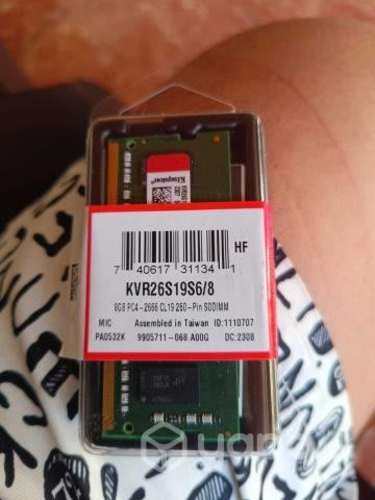 Kingston
7 40617 31134 1
HF
KVR26S19S6/8
8GB PC4-2666 CL19 260-Pin SODIMM
MIC Assembled in Taiwan ID:1110707
PA0532K 9905711-068.A00G DC:2308